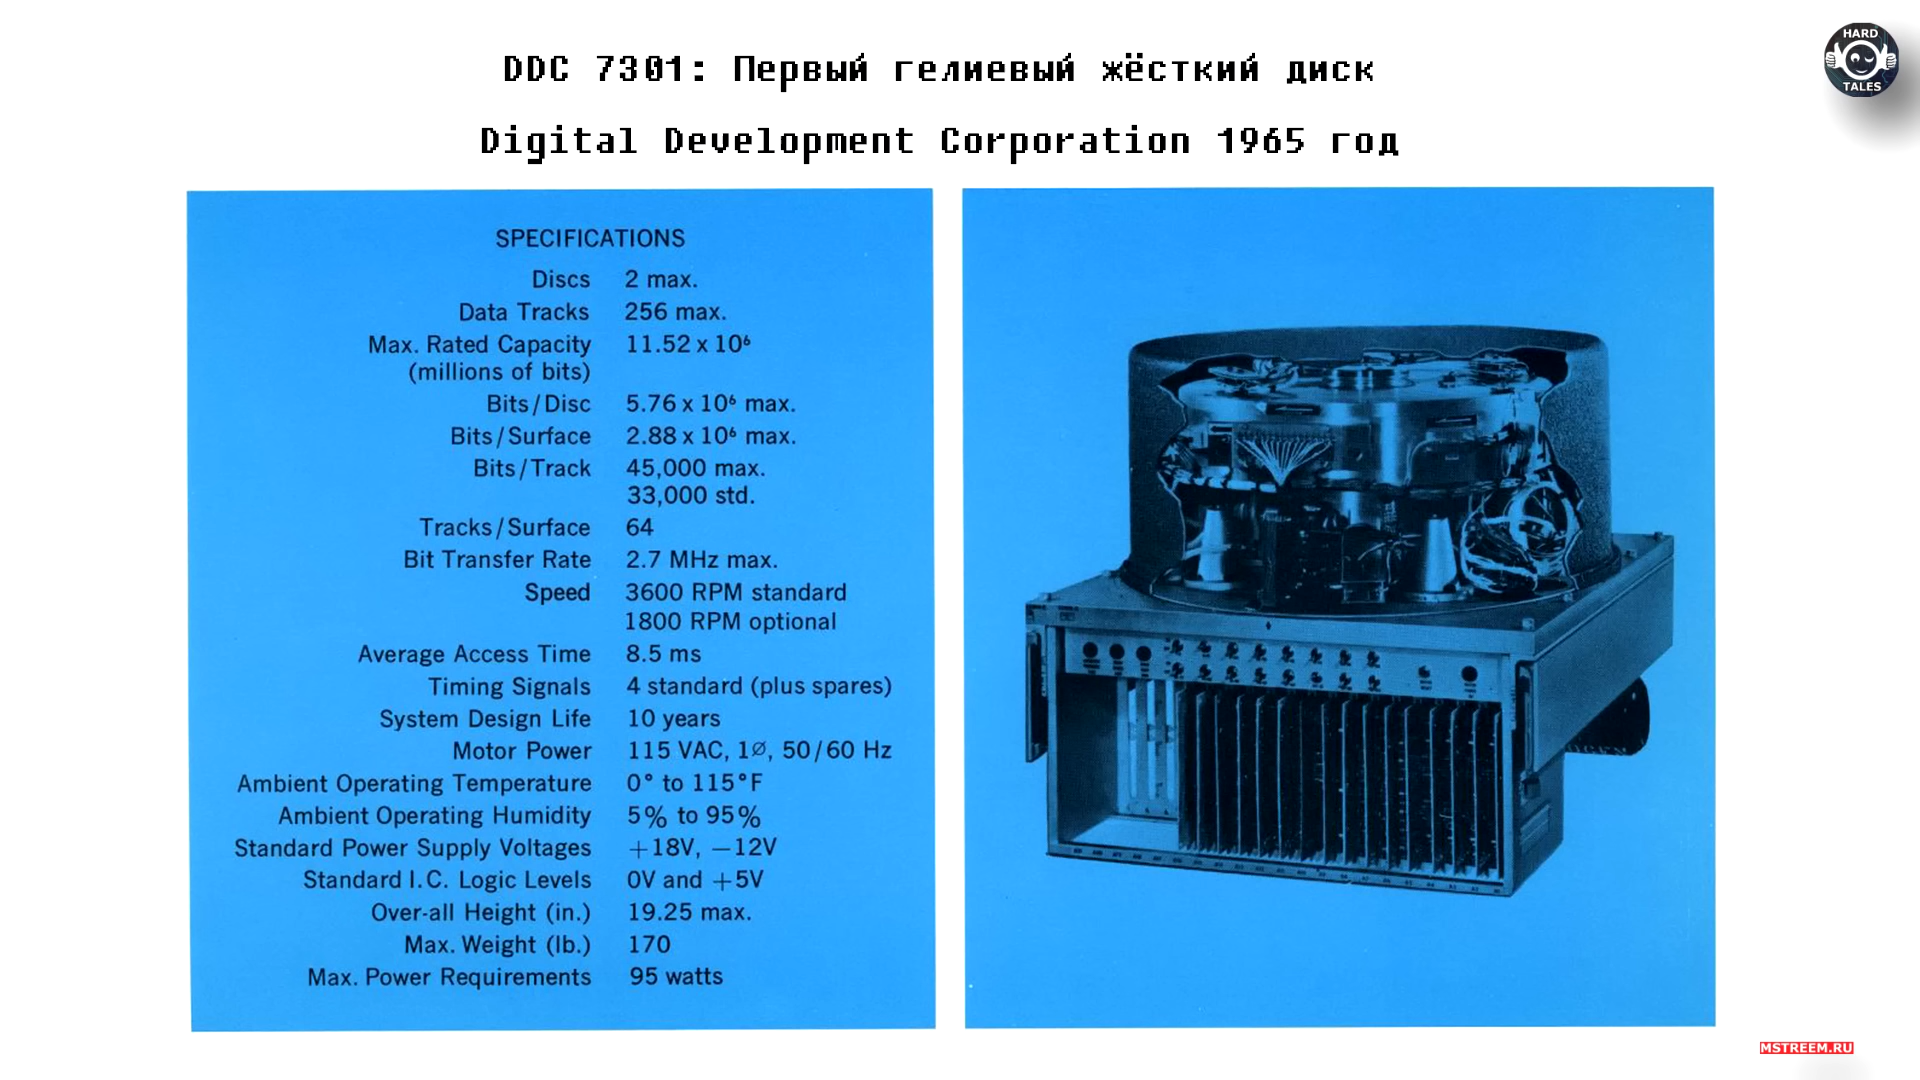 DDC 7301: Первый гелиевый жёсткий диск
Digital Development Corporation 1965 год
HARD
TALES
SPECIFICATIONS
Discs 2 max.
Data Tracks 256 max.
Max. Rated Capacity 11.52 x 10⁶
(millions of bits)
Bits/Disc 5.76 x 10⁶ max.
Bits/Surface 2.88 x 10⁶ max.
Bits/Track 45,000 max.
33,000 std.
Tracks/Surface 64
Bit Transfer Rate 2.7 MHz max.
Speed 3600 RPM standard
1800 RPM optional
Average Access Time 8.5 ms
Timing Signals 4 standard (plus spares)
System Design Life 10 years
Motor Power 115 VAC, 1∅, 50/60 Hz
Ambient Operating Temperature 0° to 115°F
Ambient Operating Humidity 5% to 95%
Standard Power Supply Voltages +18V, —12V
Standard I.C. Logic Levels 0V and +5V
Over-all Height (in.) 19.25 max.
Max. Weight (lb.) 170
Max. Power Requirements 95 watts
MSTREEM.RU